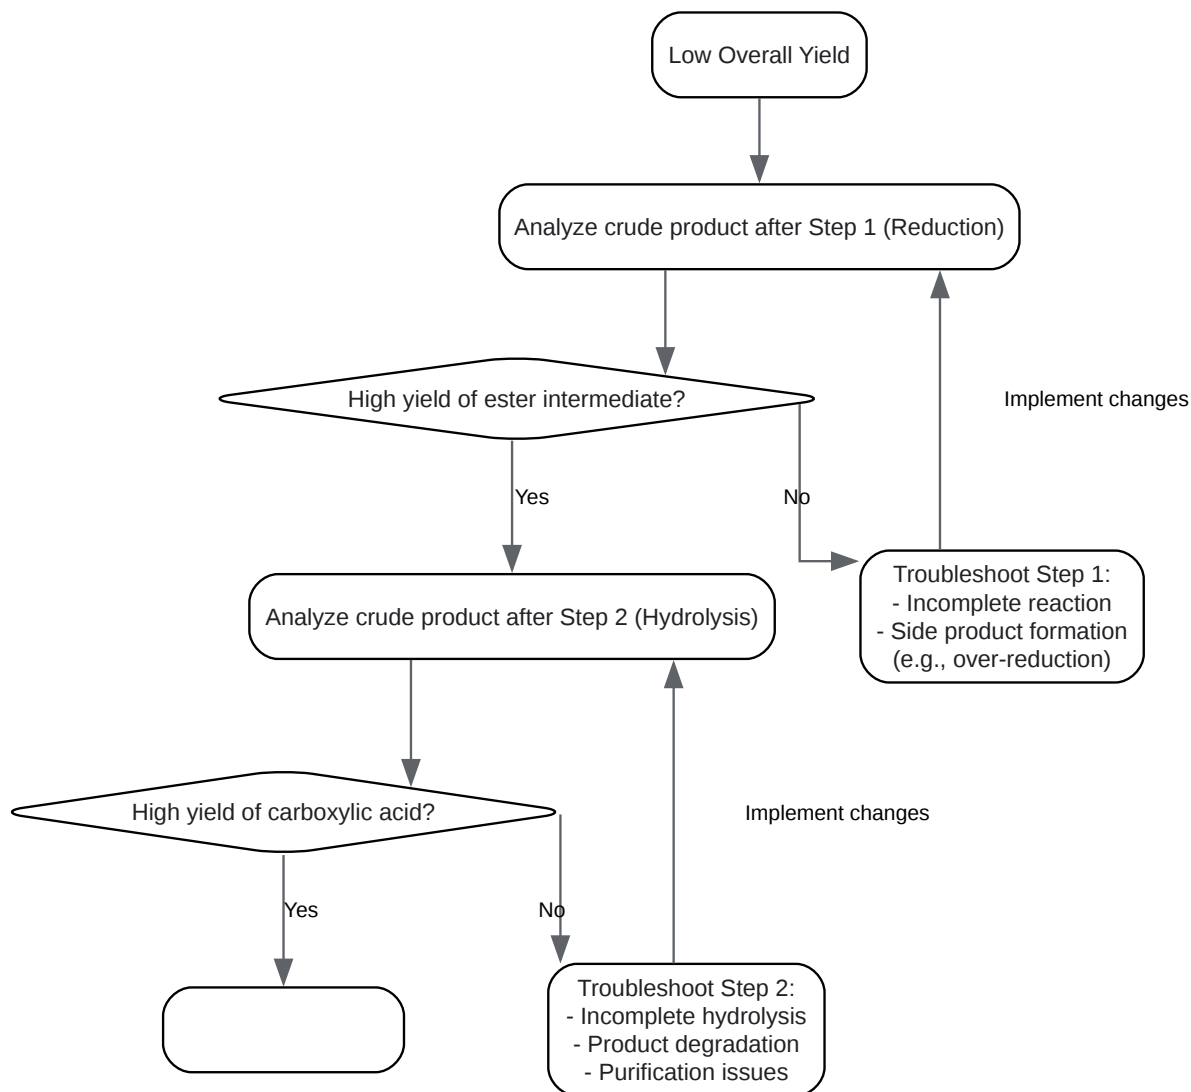 Low Overall Yield
Analyze crude product after Step 1 (Reduction)
High yield of ester intermediate?
Implement changes
Yes
No
Troubleshoot Step 1:
- Incomplete reaction
- Side product formation
(e.g., over-reduction)
Analyze crude product after Step 2 (Hydrolysis)
High yield of carboxylic acid?
Implement changes
Yes
No
Troubleshoot Step 2:
- Incomplete hydrolysis
- Product degradation
- Purification issues